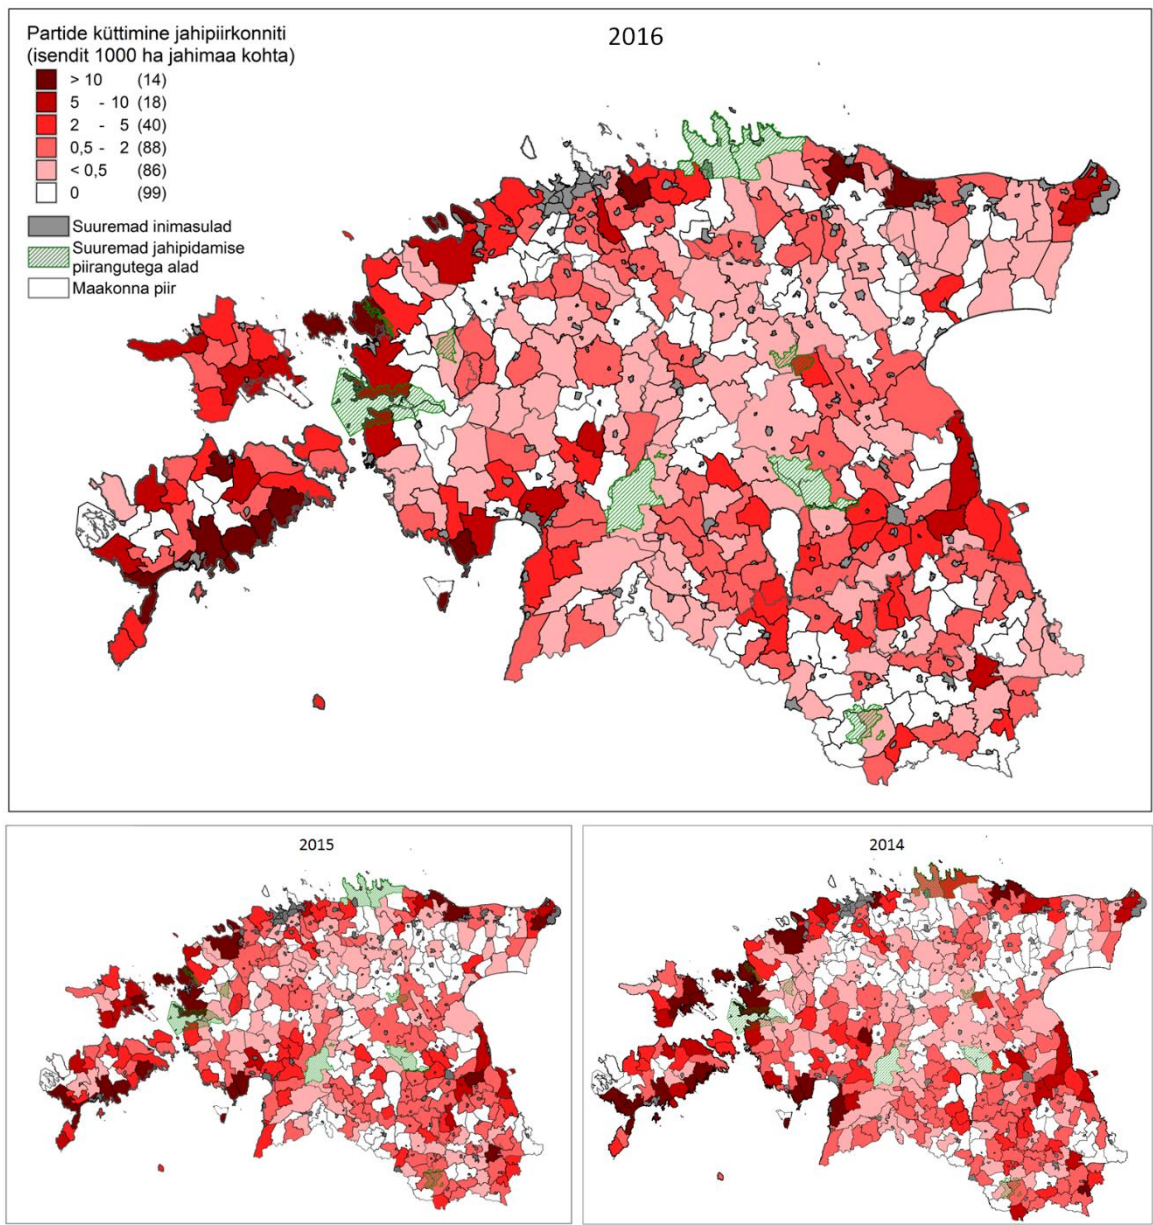 Partide küttimine jahipiirkonniti
(isendit 1000 ha jahimaa kohta)
2016
> 10 (14)
5 - 10 (18)
2 - 5 (40)
0,5 - 2 (88)
< 0,5 (86)
0 (99)
Suuremad inimasulad
Suuremad jahipidamise
piirangutega alad
Maakonna piir
2015
2014